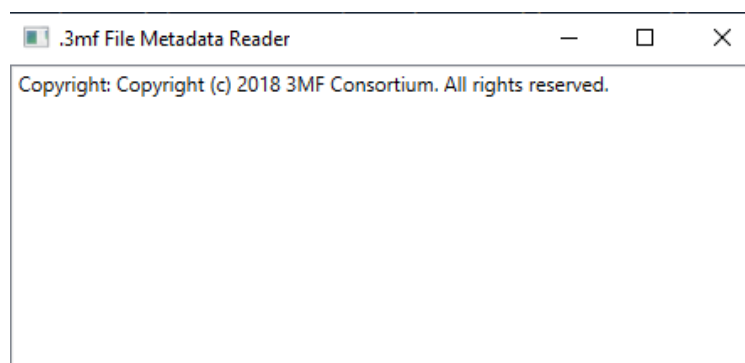 .3mf File Metadata Reader
Copyright: Copyright (c) 2018 3MF Consortium. All rights reserved.